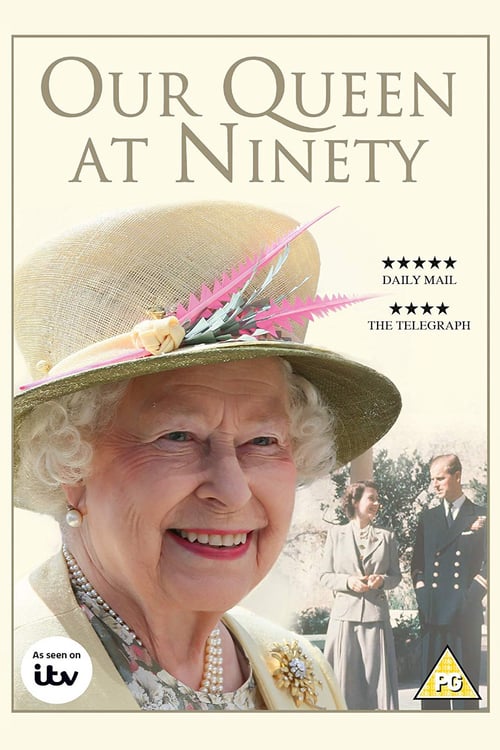 OUR QUEEN
AT NINETY
★★★★★
DAILY MAIL
★★★★
THE TELEGRAPH
As seen on
itv
PG